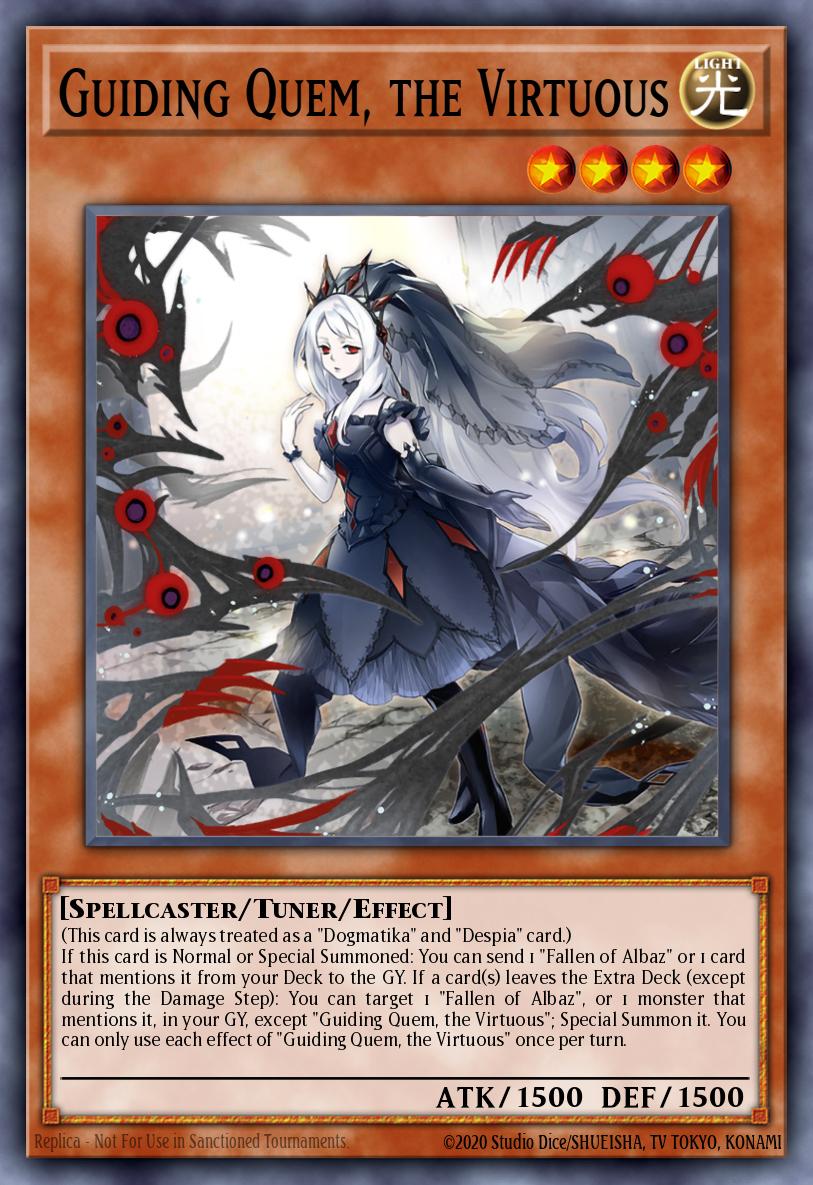 GUIDING QUEM, THE VIRTUOUS
LIGHT
光
[SPELLCASTER/TUNER/EFFECT]
(This card is always treated as a "Dogmatika" and "Despia" card.)
If this card is Normal or Special Summoned: You can send 1 "Fallen of Albaz" or 1 card
that mentions it from your Deck to the GY. If a card(s) leaves the Extra Deck (except
during the Damage Step): You can target 1 "Fallen of Albaz", or 1 monster that
mentions it, in your GY, except "Guiding Quem, the Virtuous"; Special Summon it. You
can only use each effect of "Guiding Quem, the Virtuous" once per turn.
ATK/1500 DEF/1500
Replica - Not For Use in Sanctioned Tournaments.
©2020 Studio Dice/SHUEISHA, TV TOKYO, KONAMI